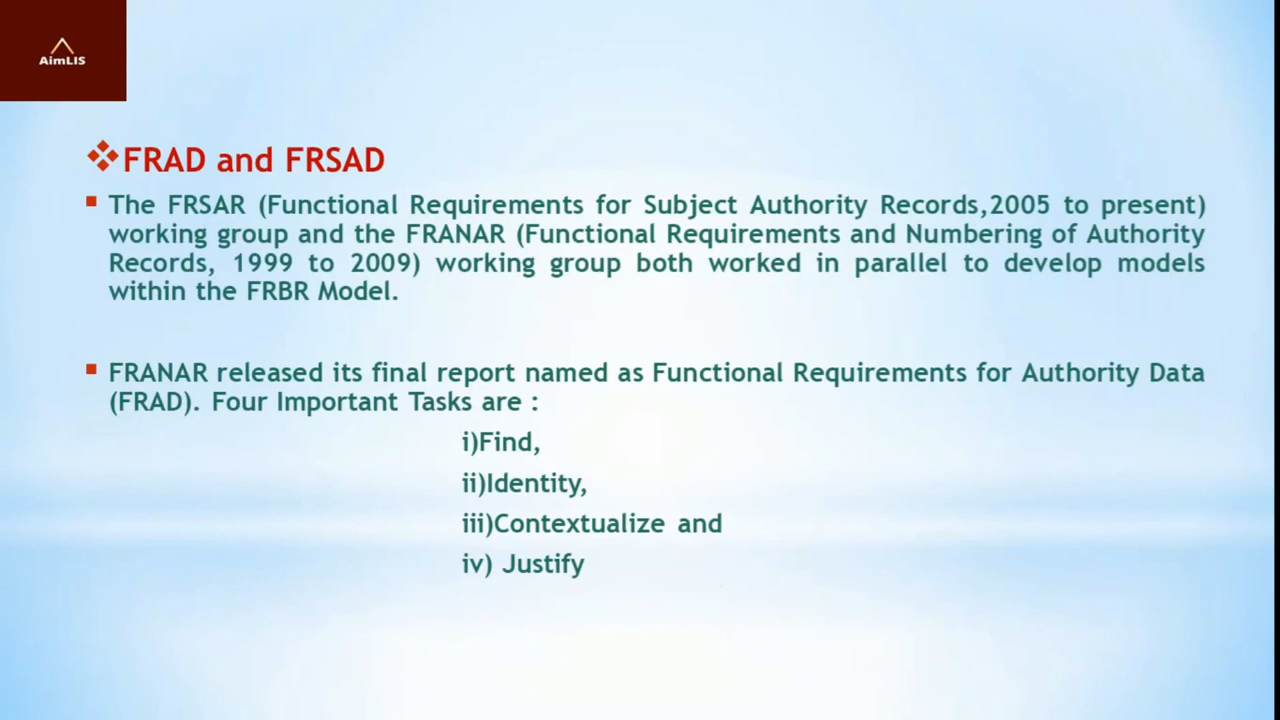 AimLIS
FRAD and FRSAD
The FRSAR (Functional Requirements for Subject Authority Records,2005 to present)
working group and the FRANAR (Functional Requirements and Numbering of Authority
Records, 1999 to 2009) working group both worked in parallel to develop models
within the FRBR Model.
FRANAR released its final report named as Functional Requirements for Authority Data
(FRAD). Four Important Tasks are :
i)Find,
ii)Identity,
iii)Contextualize and
iv) Justify